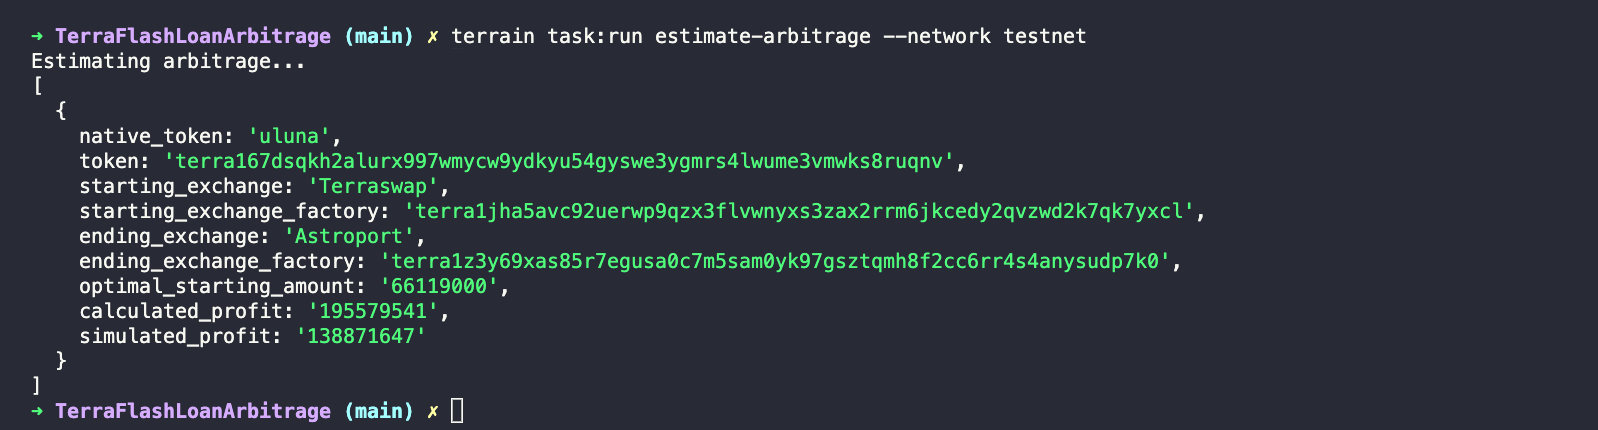 → TerraFlashLoanArbitrage (main) ✗ terrain task:run estimate-arbitrage --network testnet
Estimating arbitrage...
[
  {
    native_token: 'uluna',
    token: 'terra167dsqkh2alurx997wmycw9ydkyu54gyswe3ygmrs4lwume3vmwks8ruqnv',
    starting_exchange: 'Terraswap',
    starting_exchange_factory: 'terra1jha5avc92uerwp9qzx3flvwnyxs3zax2rrm6jkcedy2qvzwd2k7qk7yxcl',
    ending_exchange: 'Astroport',
    ending_exchange_factory: 'terra1z3y69xas85r7egusa0c7m5sam0yk97gsztqmh8f2cc6rr4s4anysudp7k0',
    optimal_starting_amount: '66119000',
    calculated_profit: '195579541',
    simulated_profit: '138871647'
  }
]
→ TerraFlashLoanArbitrage (main) ✗